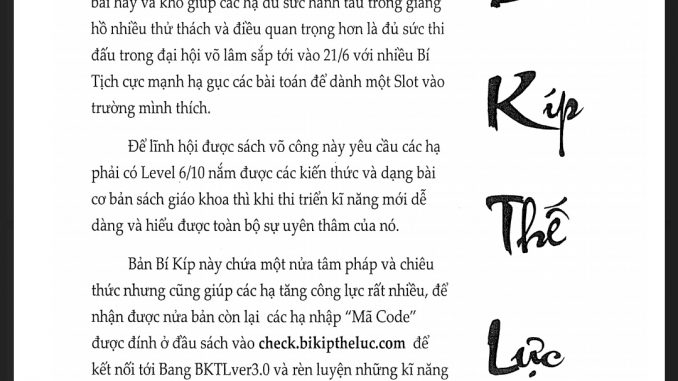 bài hay và khó giúp các hạ đủ sức hành tẩu trong giang
hồ nhiều thử thách và điều quan trọng hơn là đủ sức thi
đấu trong đại hội võ lâm sắp tới vào 21/6 với nhiều Bí
Tịch cực mạnh hạ gục các bài toán để dành một Slot vào
trường mình thích.
Để lĩnh hội được sách võ công này yêu cầu các hạ
phải có Level 6/10 nắm được các kiến thức và dạng bài
cơ bản sách giáo khoa thì khi thi triển kĩ năng mới dễ
dàng và hiểu được toàn bộ sự uyên thâm của nó.
Bản Bí Kíp này chứa một nửa tâm pháp và chiêu
thức nhưng cũng giúp các hạ tăng công lực rất nhiều, để
nhận được nửa bản còn lại các hạ nhập “Mã Code”
được đính ở đầu sách vào check.bikiptheluc.com để
kết nối tới Bang BKTLver3.0 và rèn luyện những kĩ năng
Kíp
Thế
Lực